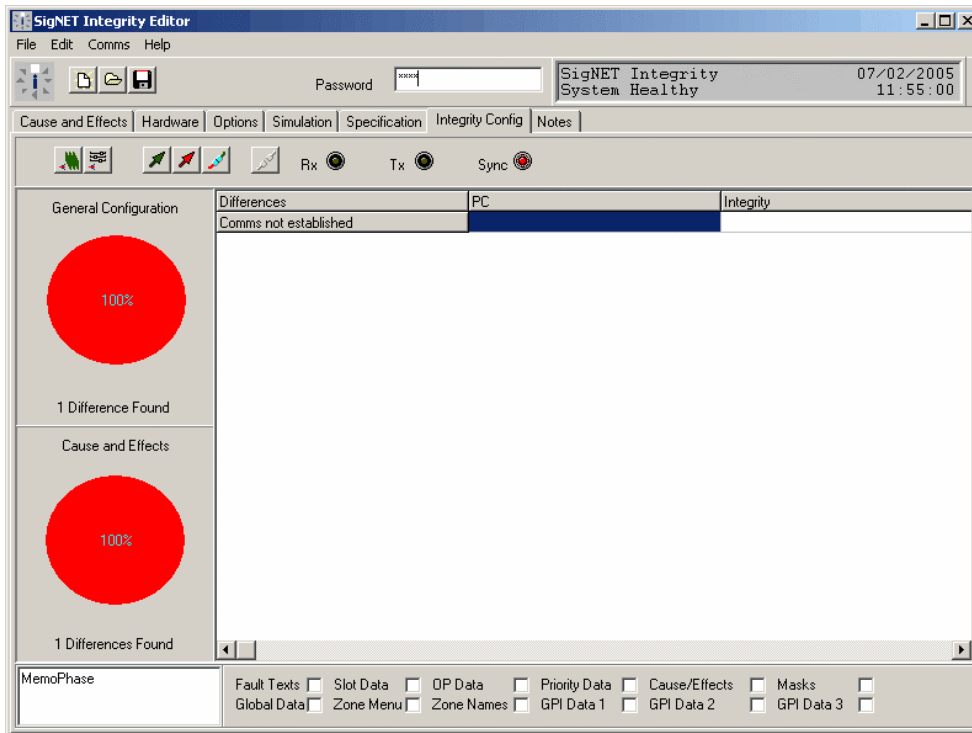 SigNET Integrity Editor
File Edit Comms Help
Password xxxx
SigNET Integrity 07/02/2005
System Healthy 11:55:00
Cause and Effects Hardware Options Simulation Specification Integrity Config Notes
Rx Tx Sync
General Configuration
100%
1 Difference Found
Cause and Effects
100%
1 Differences Found
Differences PC Integrity
Comms not established
MemoPhase
Fault Texts Slot Data OP Data Priority Data Cause/Effects Masks
Global Data Zone Menu Zone Names GPI Data 1 GPI Data 2 GPI Data 3